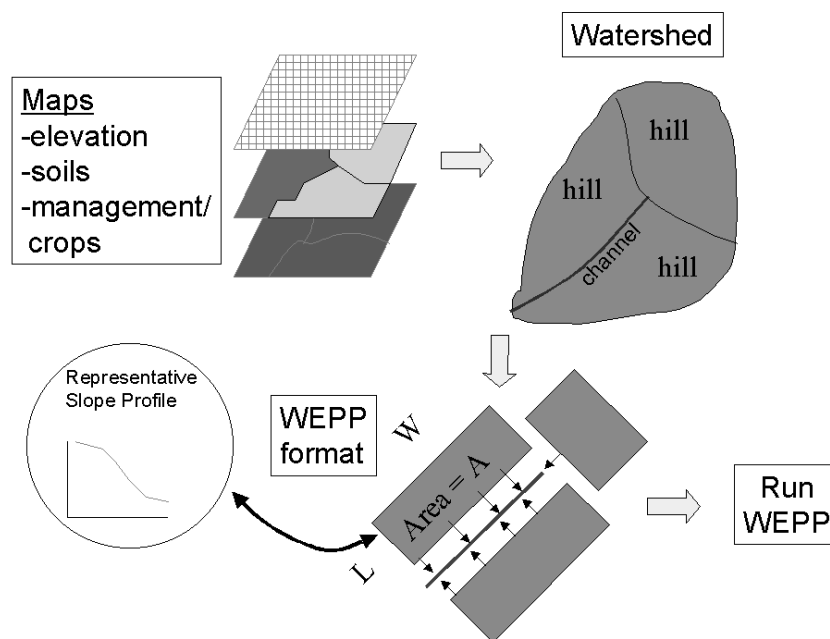 Maps
-elevation
-soils
-management/
crops
Watershed
hill
hill
hill
channel
Representative
Slope Profile
WEPP
format
W
L
Area = A
Run
WEPP